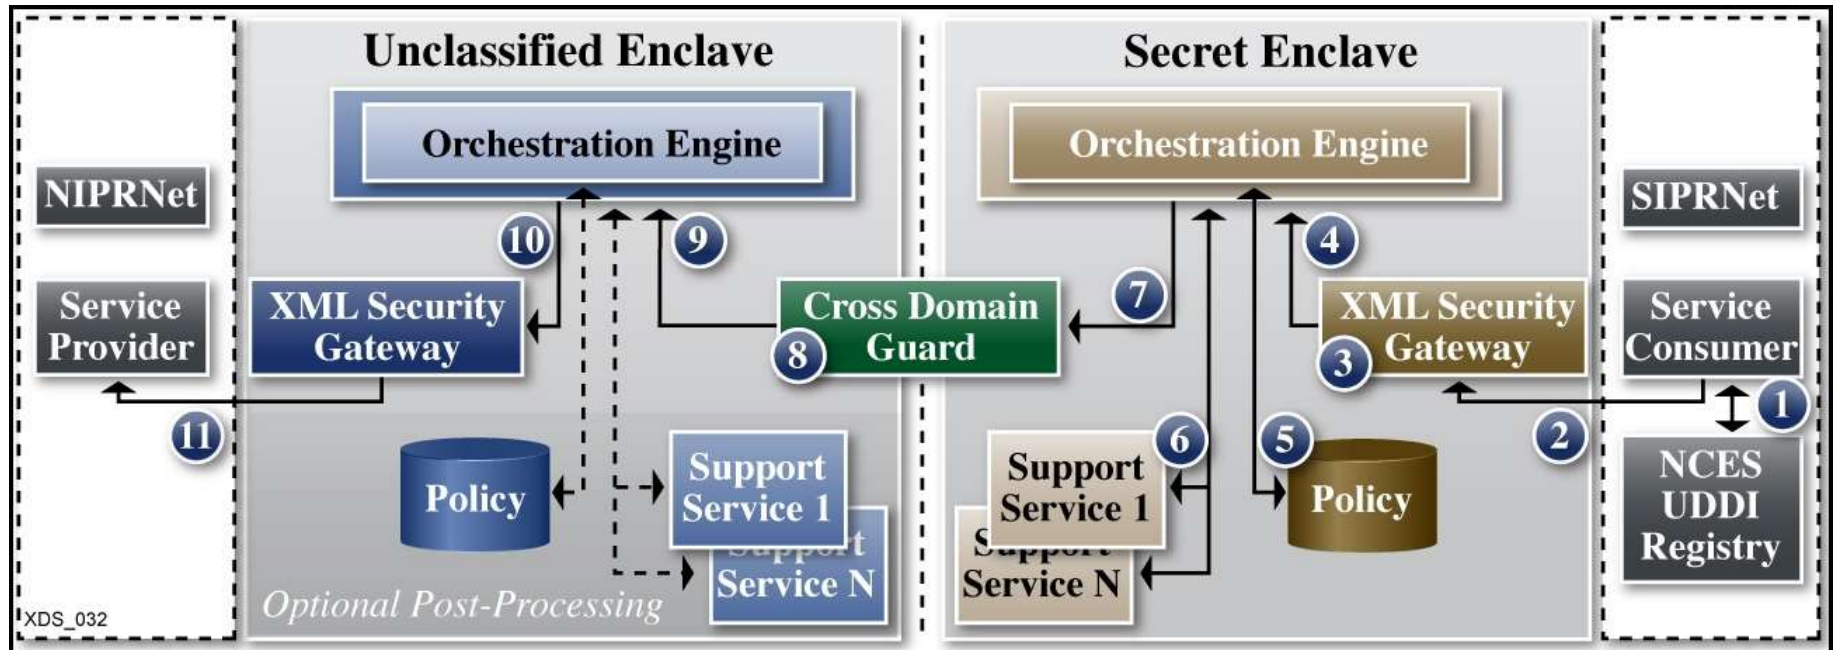 Unclassified Enclave
Secret Enclave
Orchestration Engine
Orchestration Engine
NIPRNet
SIPRNet
10
9
4
7
XML Security
Gateway
Cross Domain
Guard
8
XML Security
Gateway
3
Service
Provider
Service
Consumer
11
1
2
Policy
Support
Service 1
Support
Service N
6
5
Support
Service 1
Support
Service N
Policy
NCES
UDDI
Registry
Optional Post-Processing
XDS_032